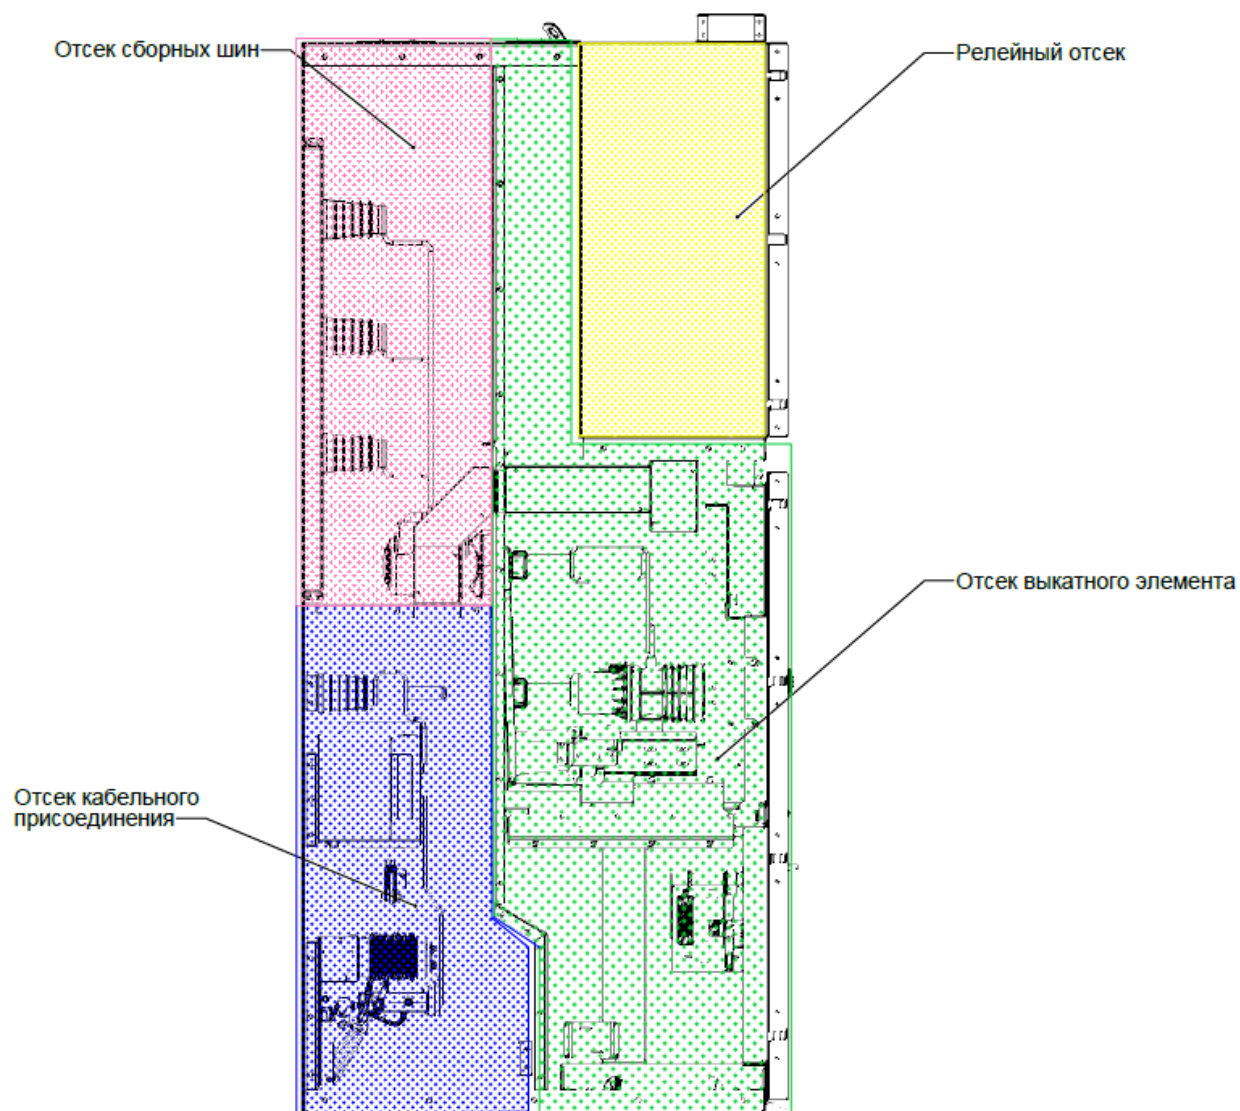 Отсек сборных шин
Релейный отсек
Отсек выкатного элемента
Отсек кабельного
присоединения